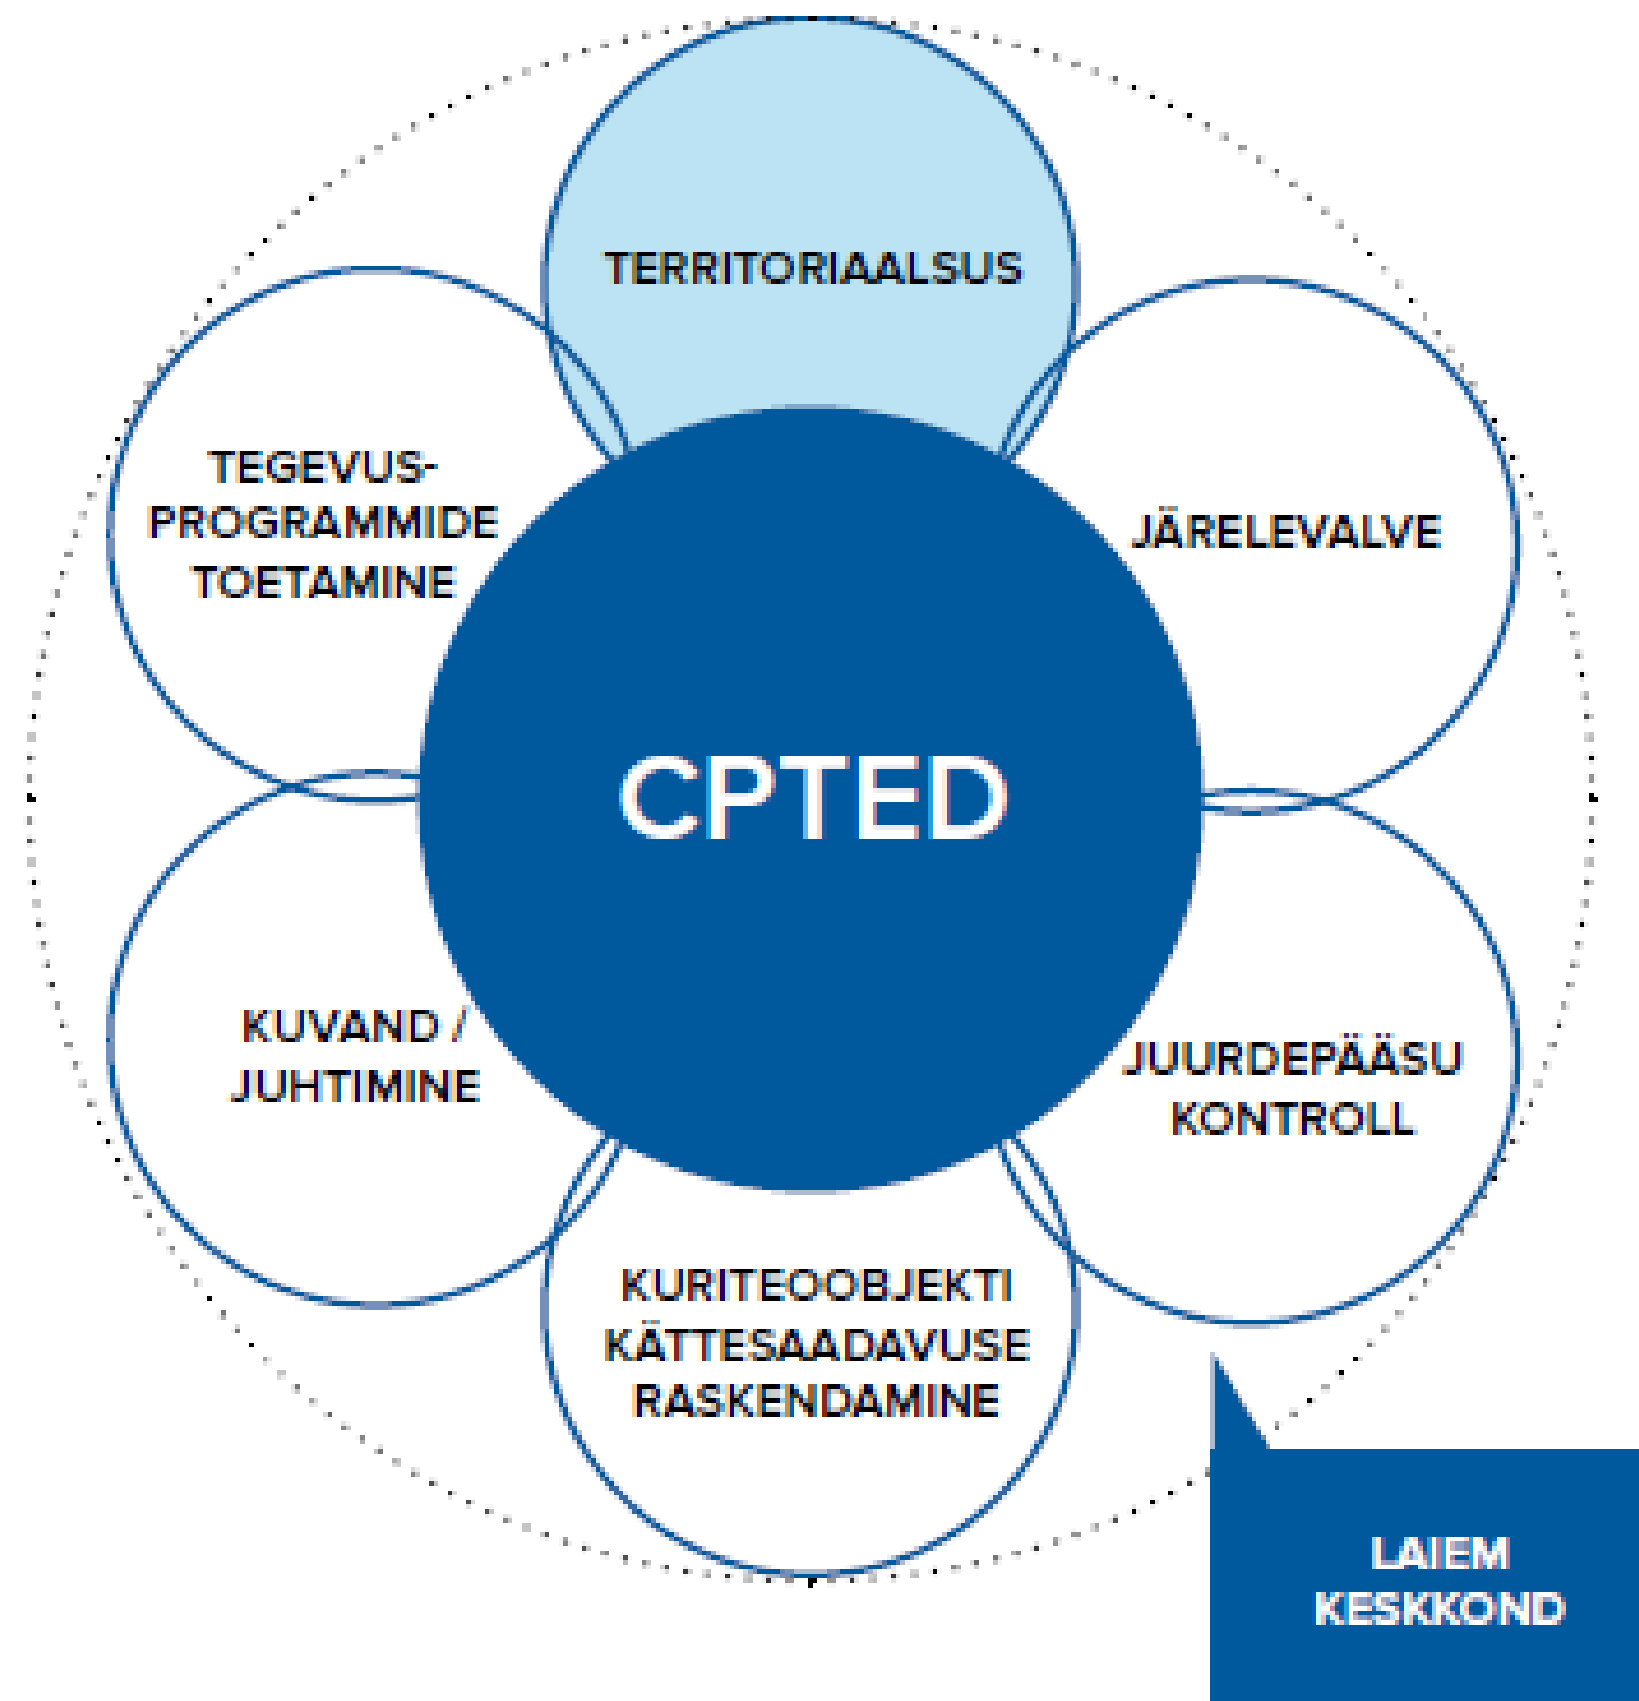 TERRITORIAALSUS
TEGEVUS-
PROGRAMMIDE
TOETAMINE
JÄRELEVALVE
CPTED
KUVAND /
JUHTIMINE
JUURDEPÄÄSU
KONTROLL
KURITEOOBJEKTI
KÄTTESAADAVUSE
RASKENDAMINE
LAIEM
KESKKOND